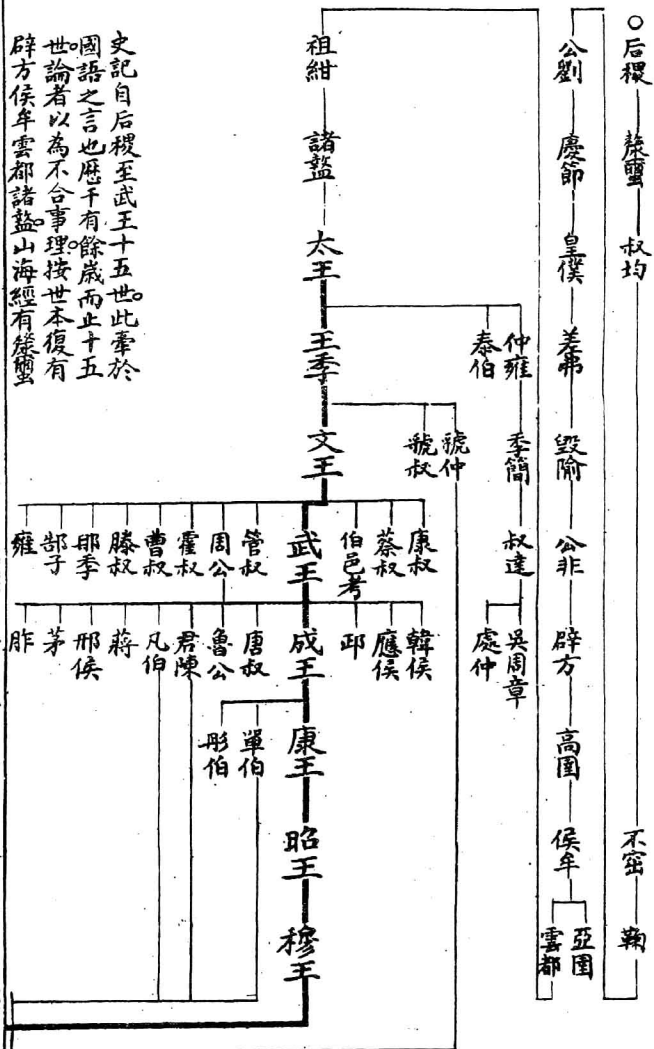 ○后稷 漦璽 叔均 不窋 鞠
公劉 慶節 皇僕 差弗 毀隃 公非 辟方 高圉 侯牟 亞圉
雲都
仲雍 季簡 叔達 吳周章
泰伯 處仲
虢仲
虢叔
祖紺 諸盩 太王 王季 文王 武王 成王 康王 昭王 穆王
康叔 韓侯
蔡叔 應侯
伯邑考 邘
管叔 唐叔 單伯
周公 魯公 彤伯
霍叔 君陳
曹叔 凡伯
滕叔 蔣
耼季 邢侯
郜子 茅
雍 胙
史記自后稷至武王十五世。此牽於
國語之言也歷千有餘歲而止十五
世。論者以為不合事理。按世本復有
辟方侯牟雲都諸盩。山海經有漦璽